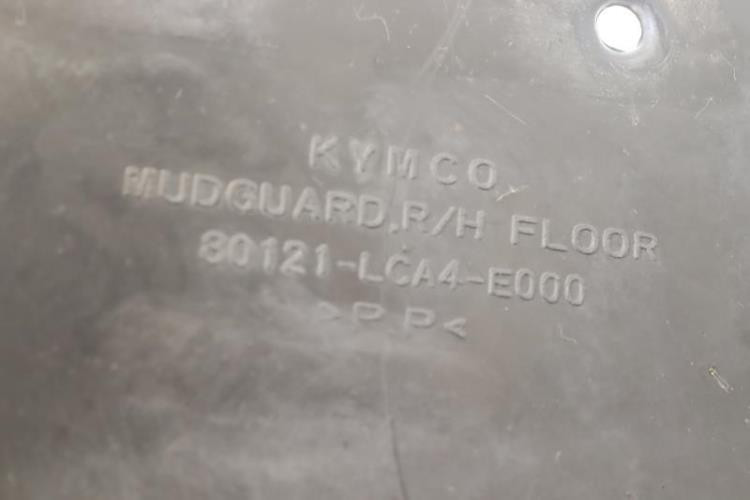 KYMCO
MUDGUARD,R/H FLOOR
80121-LCA4-E000
>PP<